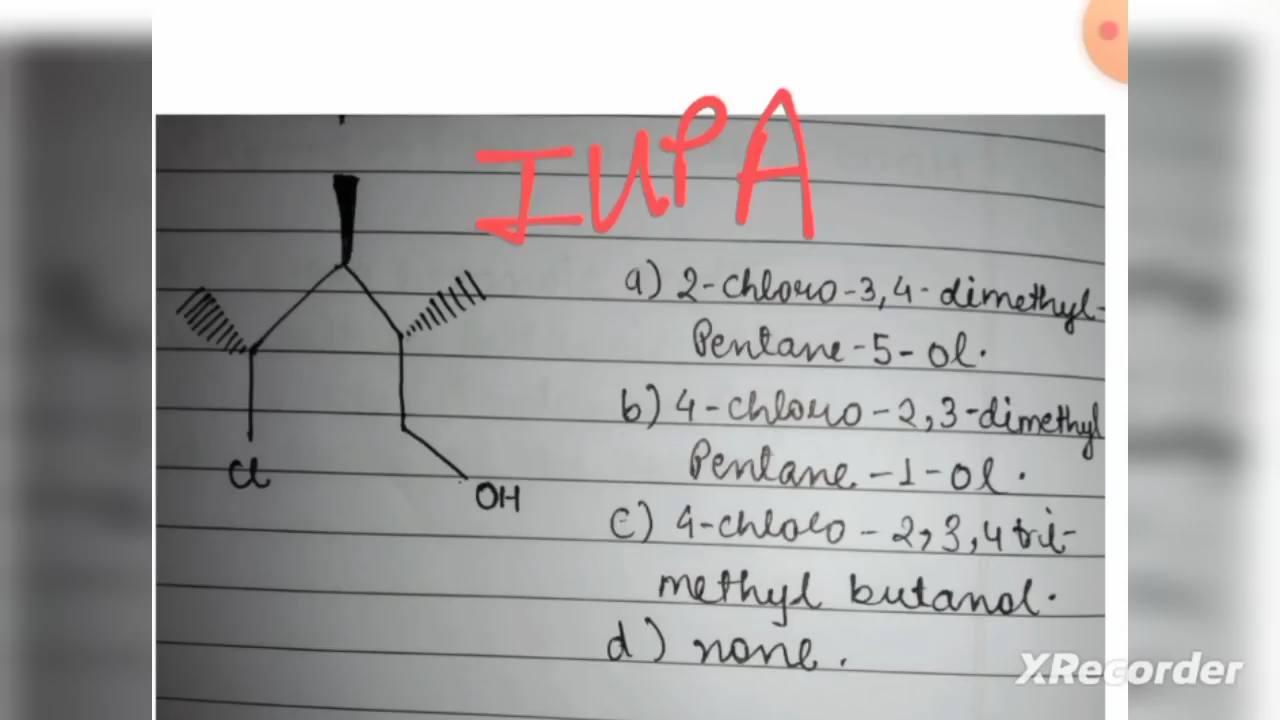 IUPA
a) 2-chloro-3,4-dimethyl-
Pentane-5-ol.
b) 4-chloro-2,3-dimethyl
Pentane-1-ol.
c) 4-chloro-2,3,4 tri-
methyl butanol.
d) none.
Cl
OH
XRecorder